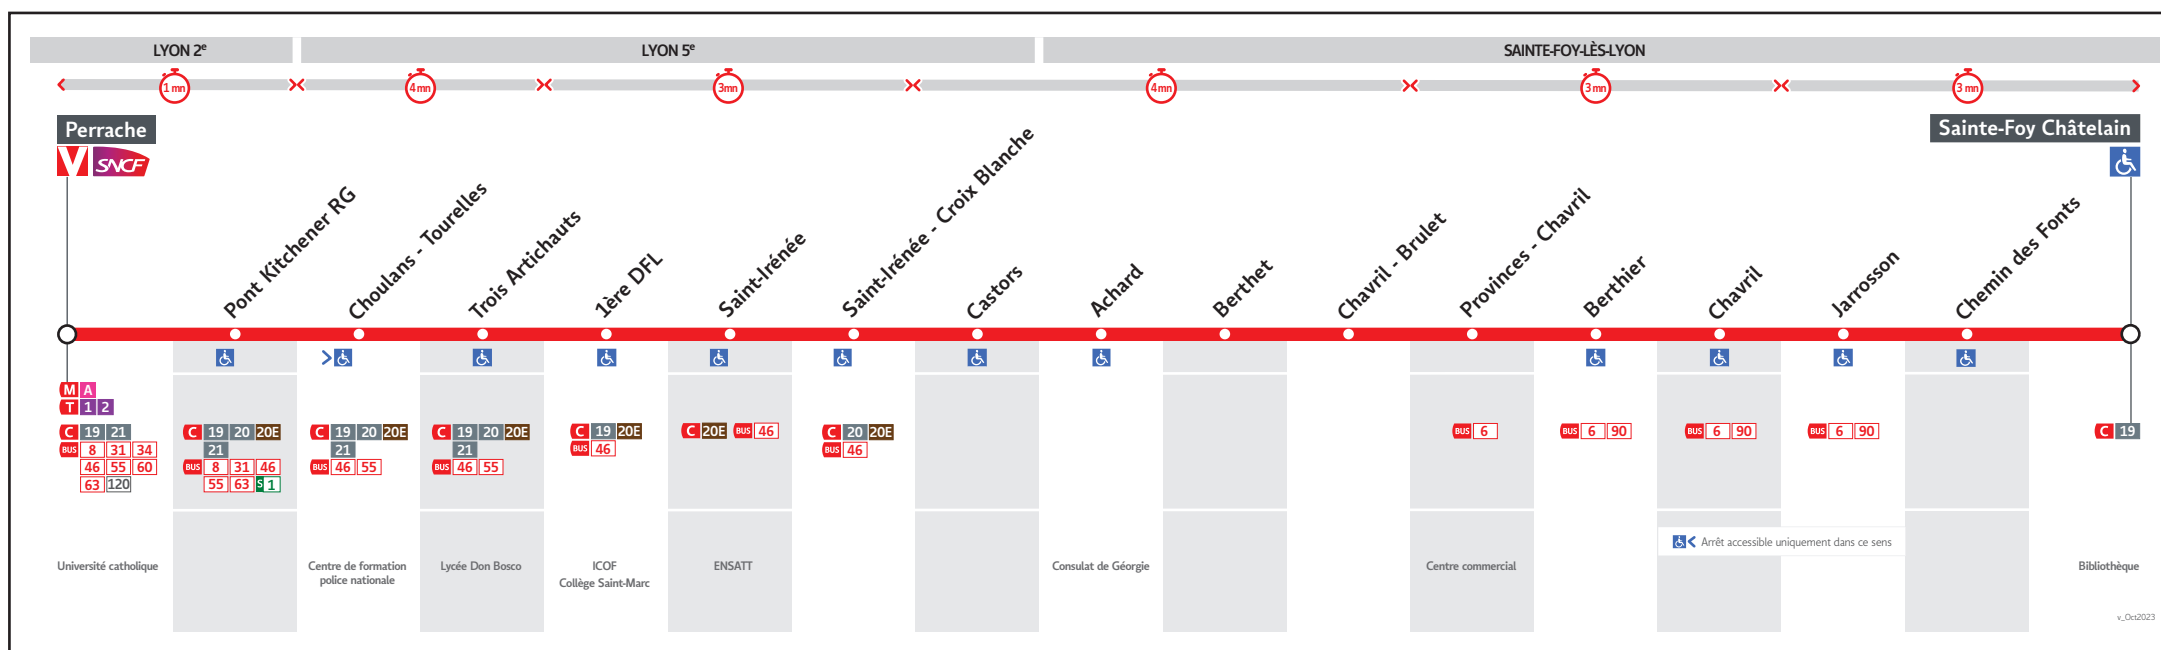 LYON 2e
LYON 5e
SAINTE-FOY-LÈS-LYON
1 mn
4 mn
3mn
4 mn
3 mn
3 mn
Perrache
SNCF
Sainte-Foy Châtelain
Pont Kitchener RG
Choulans - Tourelles
Trois Artichauts
1ère DFL
Saint-Irénée
Saint-Irénée - Croix Blanche
Castors
Achard
Berthet
Chavril - Brulet
Provinces - Chavril
Berthier
Chavril
Jarrosson
Chemin des Fonts
M A
T 1 2
C 19 21
BUS 8 31 34
46 55 60
63 120
C 19 20 20E
21
BUS 8 31 46
55 63 S 1
C 19 20 20E
21
BUS 46 55
C 19 20 20E
21
BUS 46 55
C 19 20E
BUS 46
C 20E BUS 46
C 20 20E
BUS 46
BUS 6
BUS 6 90
BUS 6 90
BUS 6 90
C 19
Université catholique
Centre de formation
police nationale
Lycée Don Bosco
ICOF
Collège Saint-Marc
ENSATT
Consulat de Géorgie
Centre commercial
Arrêt accessible uniquement dans ce sens
Bibliothèque
v_Oct2023